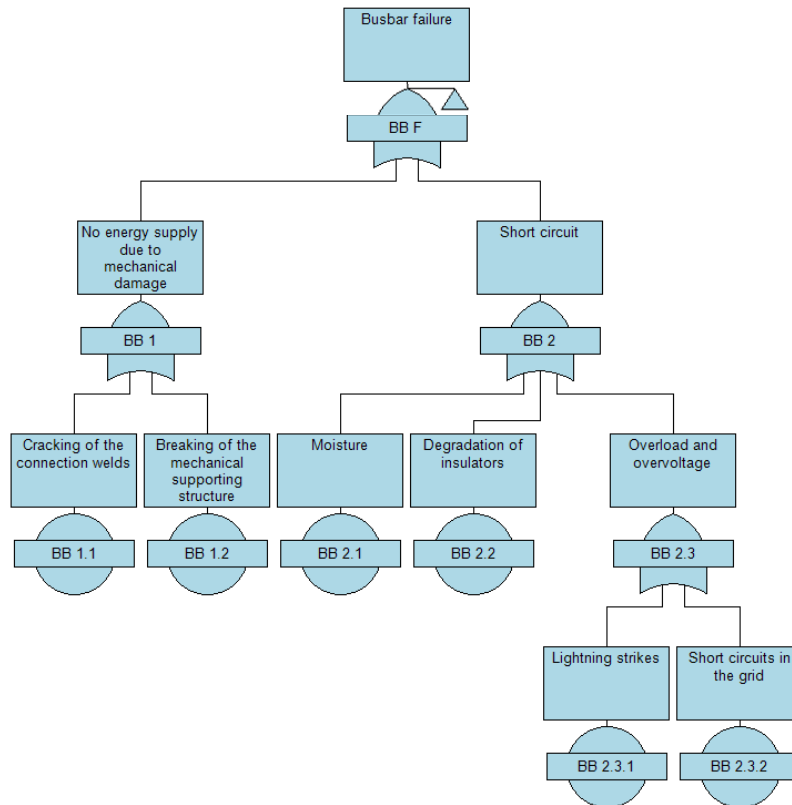 Busbar failure
BB F
No energy supply
due to
mechanical
damage
Short circuit
BB 1
BB 2
Cracking of the
connection welds
Breaking of the
mechanical
supporting
structure
Moisture
Degradation of
insulators
Overload and
overvoltage
BB 1.1
BB 1.2
BB 2.1
BB 2.2
BB 2.3
Lightning strikes
Short circuits in
the grid
BB 2.3.1
BB 2.3.2